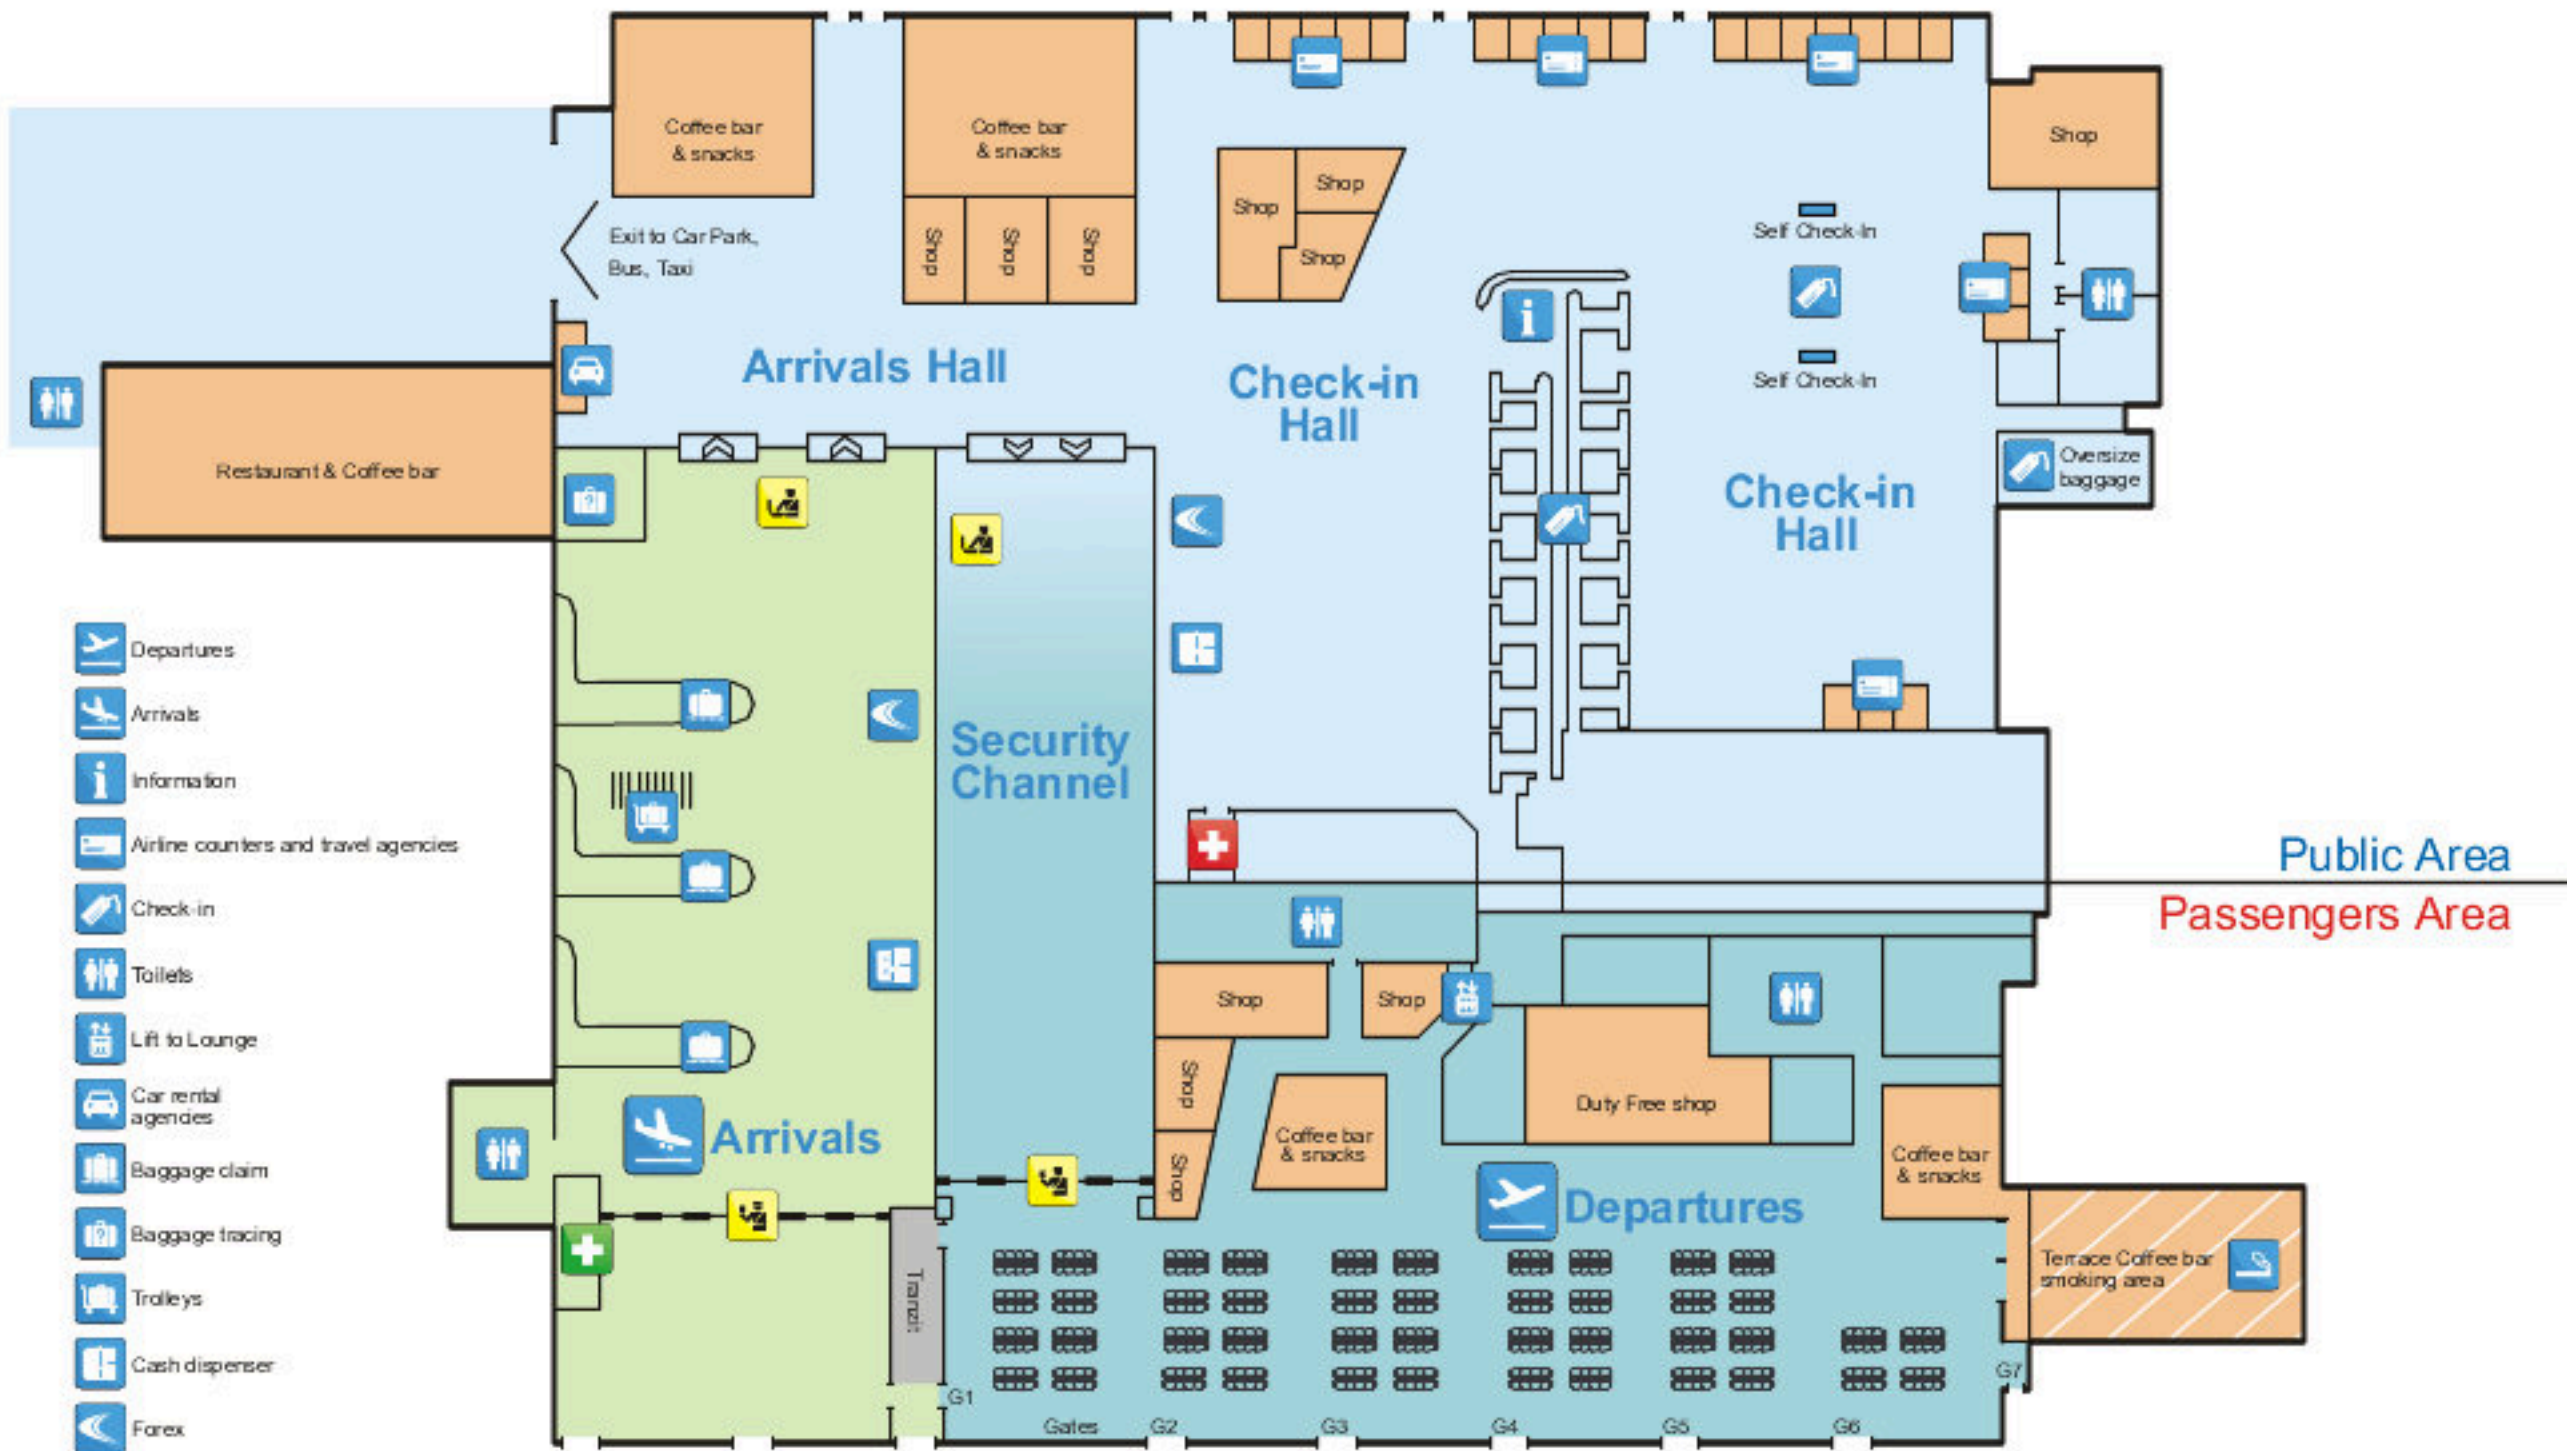 Coffee bar
& snacks
Coffee bar
& snacks
Shop
Shop
Shop
Shop
Exit to Car Park,
Bus, Taxi
Shop
Shop
Shop
Self Check-In
Self Check-In
Arrivals Hall
Check-in
Hall
Check-in
Hall
Oversize
baggage
Restaurant & Coffee bar
Security
Channel
Departures
Arrivals
Information
Airline counters and travel agencies
Check-in
Toilets
Lift to Lounge
Car rental
agencies
Baggage claim
Baggage tracing
Trolleys
Cash dispenser
Forex
Public Area
Passengers Area
Shop
Shop
Shop
Shop
Coffee bar
& snacks
Duty Free shop
Coffee bar
& snacks
Arrivals
Departures
Tranzit
Terrace Coffee bar
smoking area
G1
Gates
G2
G3
G4
G5
G6
G7